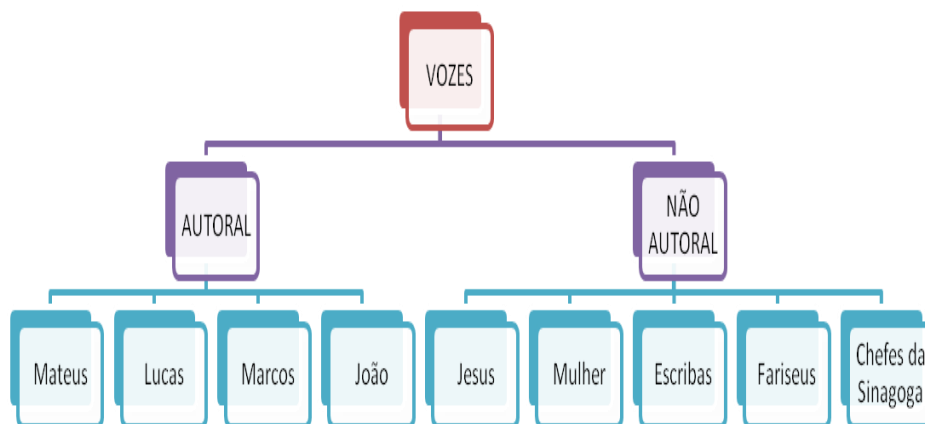 VOZES
AUTORAL
NÃO
AUTORAL
Mateus
Lucas
Marcos
João
Jesus
Mulher
Escribas
Fariseus
Chefes da
Sinagoga